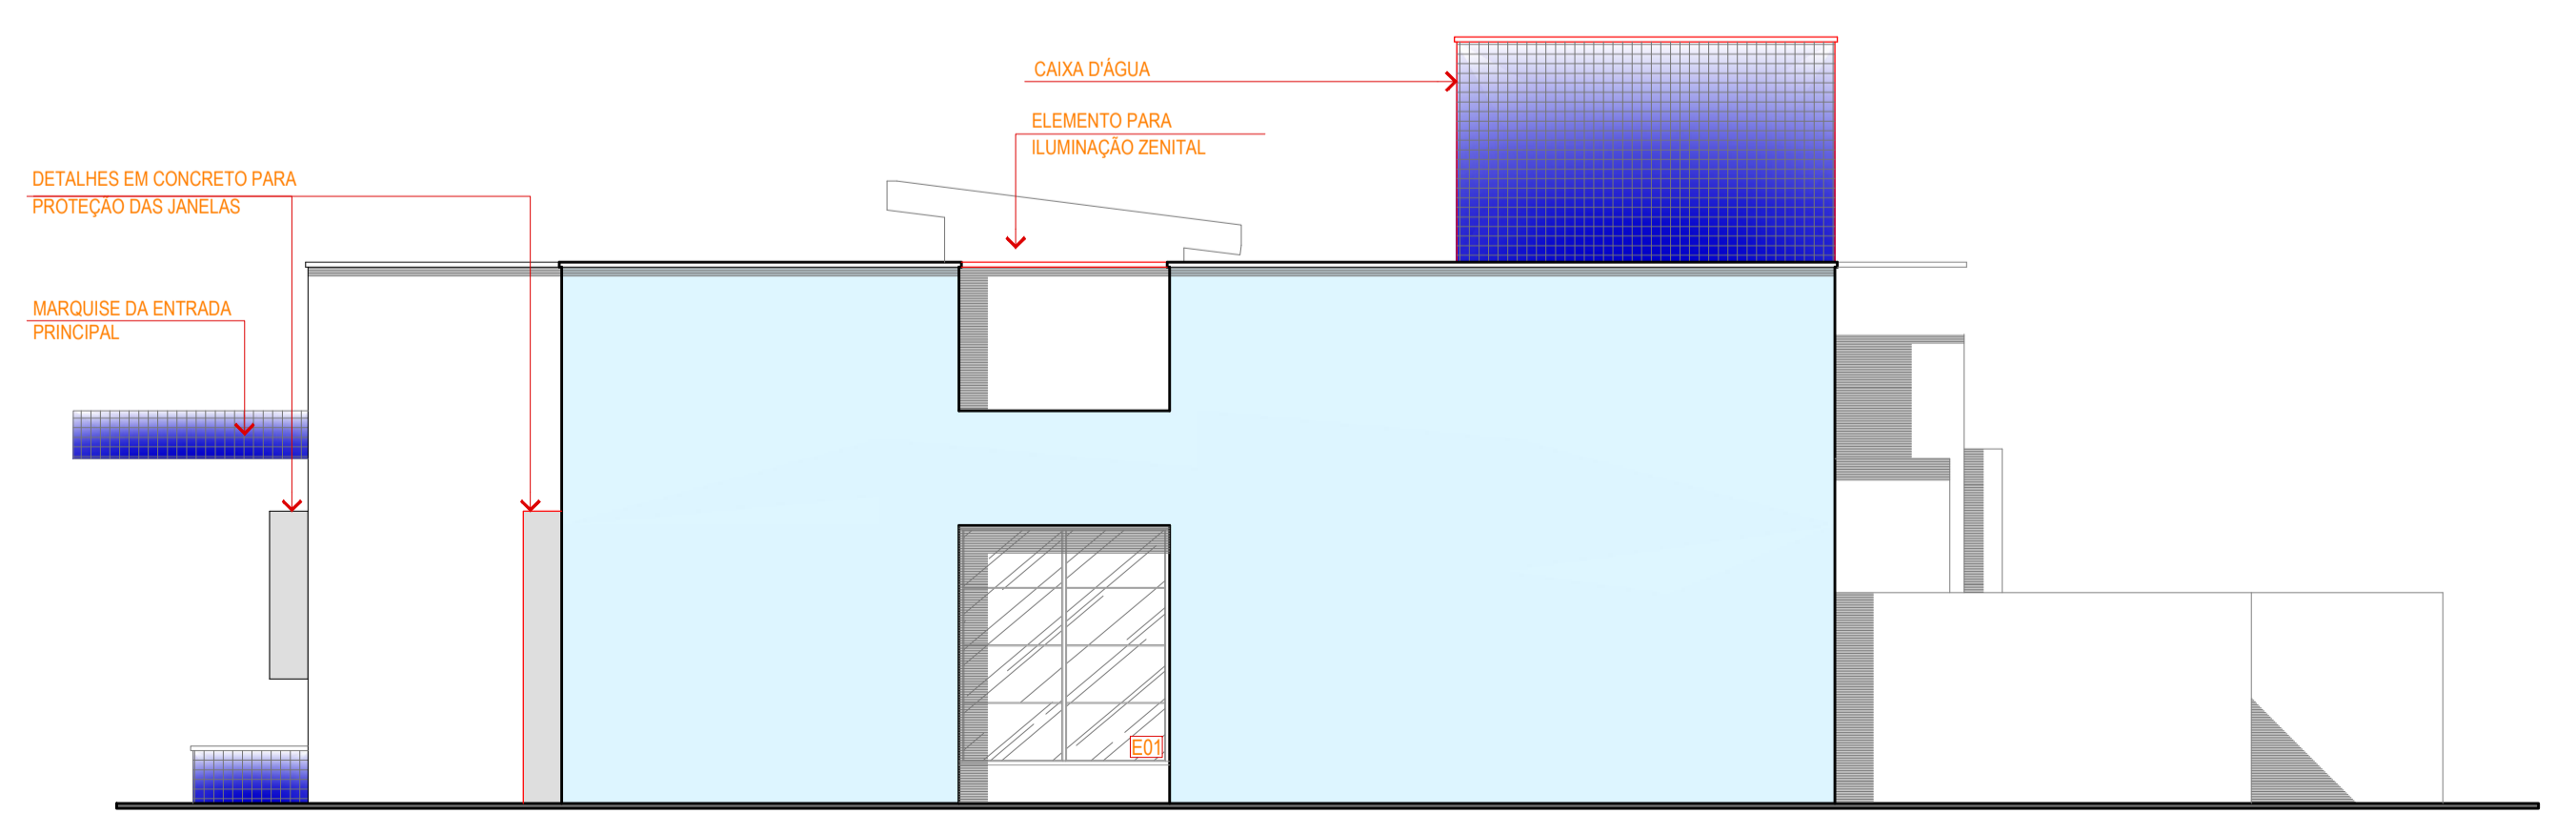 CAIXA D'ÁGUA
ELEMENTO PARA
ILUMINAÇÃO ZENITAL
DETALHES EM CONCRETO PARA
PROTEÇÃO DAS JANELAS
MARQUISE DA ENTRADA
PRINCIPAL
E01